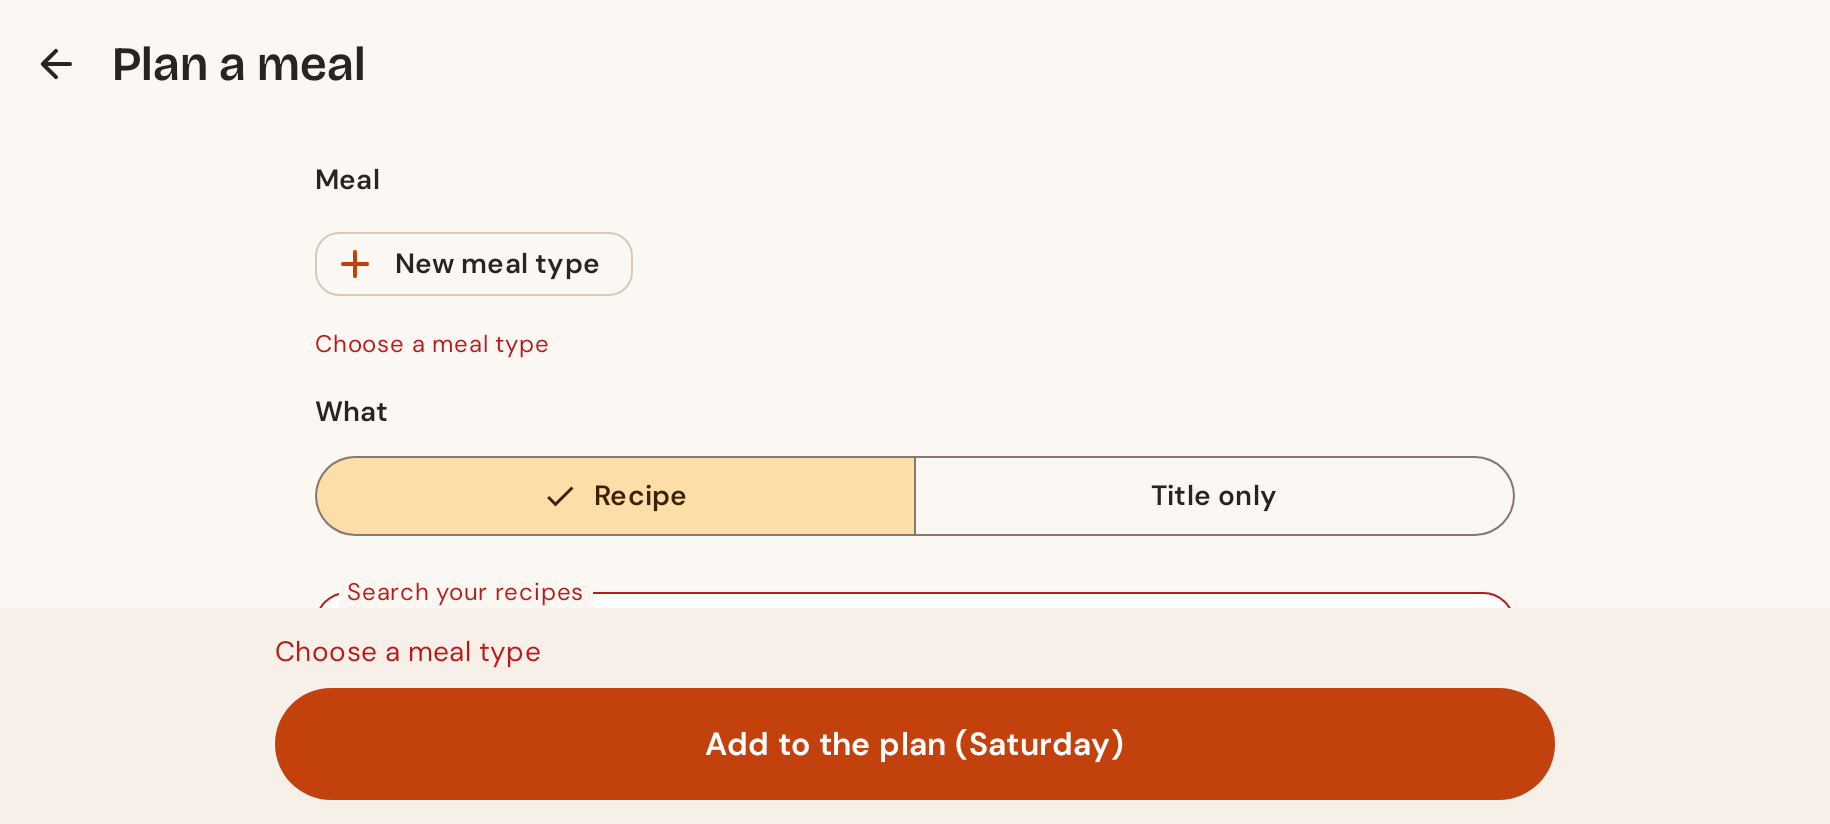 Plan a meal
Meal
New meal type
Choose a meal type
What
Recipe
Title only
Search your recipes
Choose a meal type
Add to the plan (Saturday)